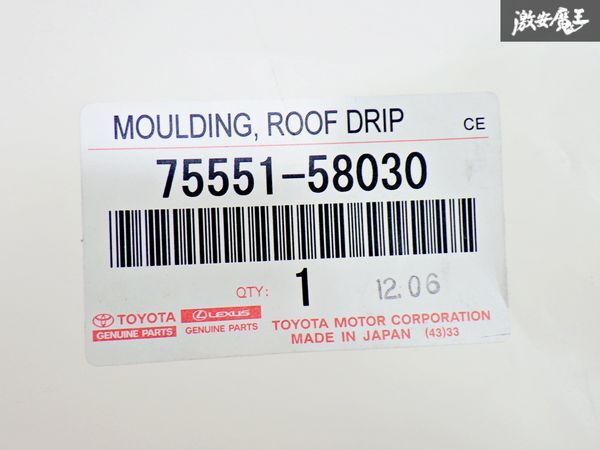 激安魔王
MOULDING, ROOF DRIP CE
75551-58030
QTY: 1 12.06
TOYOTA LEXUS
GENUINE PARTS GENUINE PARTS
TOYOTA MOTOR CORPORATION
MADE IN JAPAN (43)33